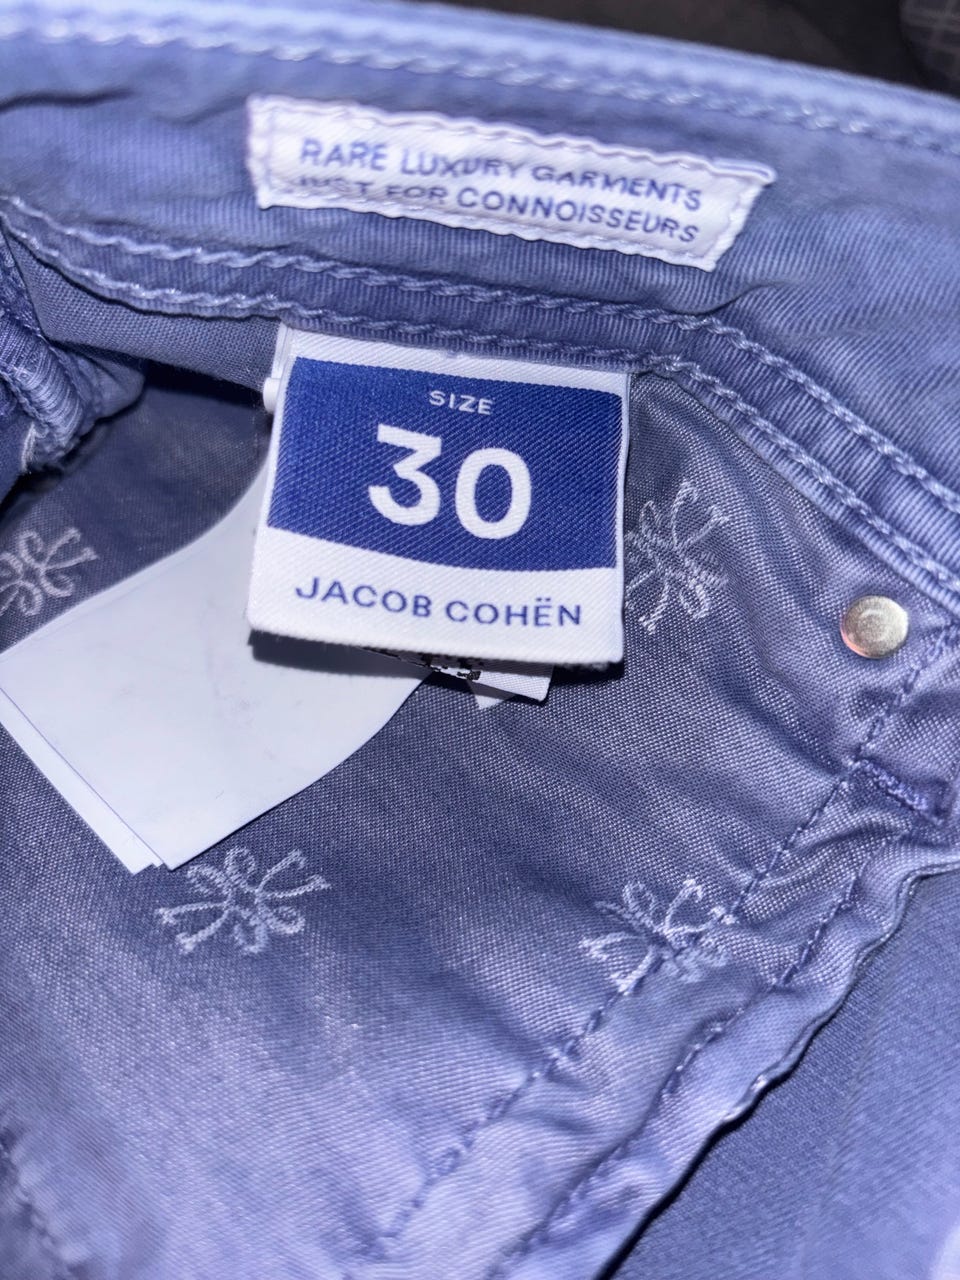 RARE LUXURY GARMENTS
JUST FOR CONNOISSEURS
SIZE
30
JACOB COHËN